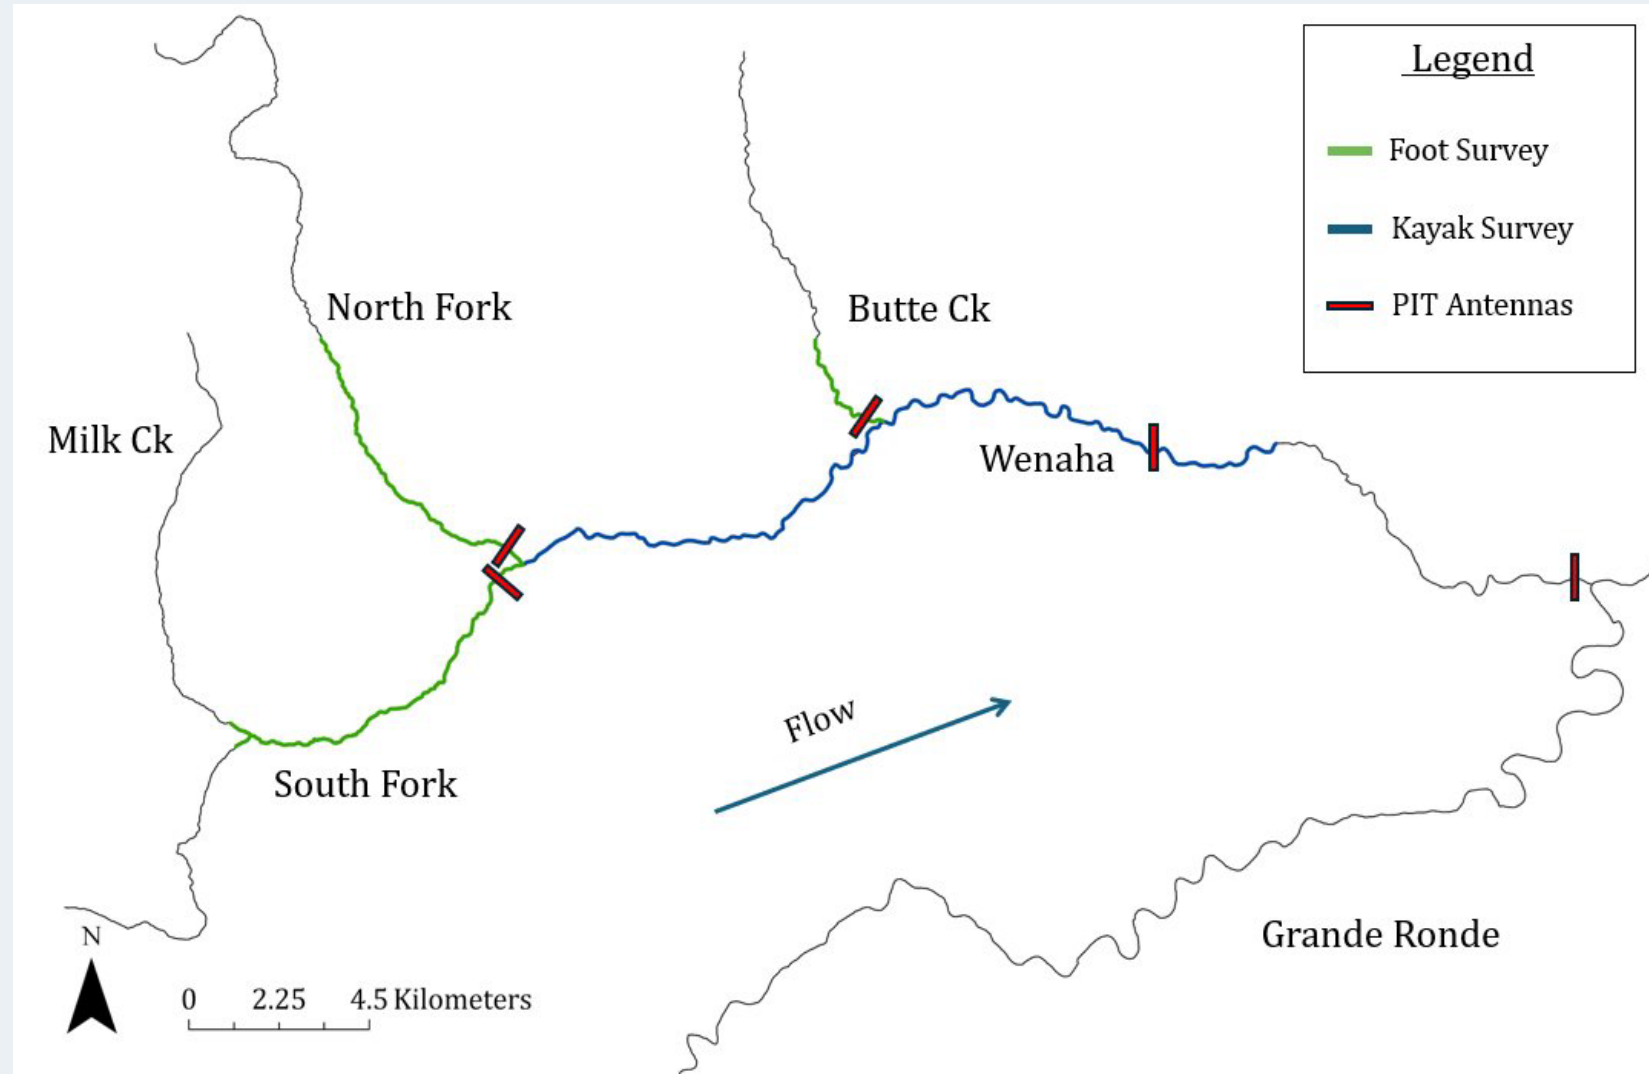 Legend
Foot Survey
Kayak Survey
PIT Antennas
North Fork
Butte Ck
Milk Ck
Wenaha
Flow
South Fork
Grande Ronde
N
0 2.25 4.5 Kilometers